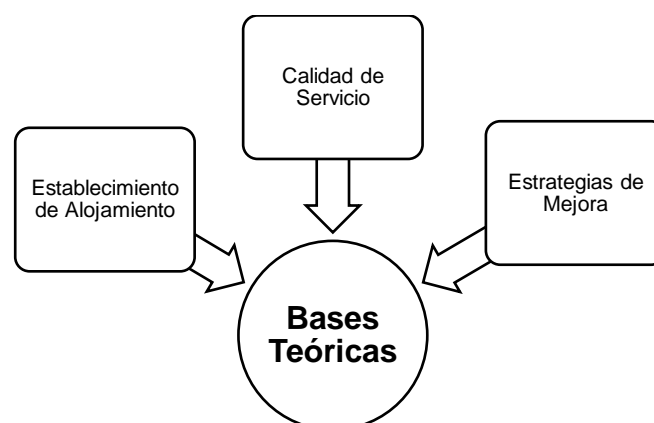 Calidad de
Servicio
Establecimiento
de Alojamiento
Estrategias de
Mejora
Bases
Teóricas